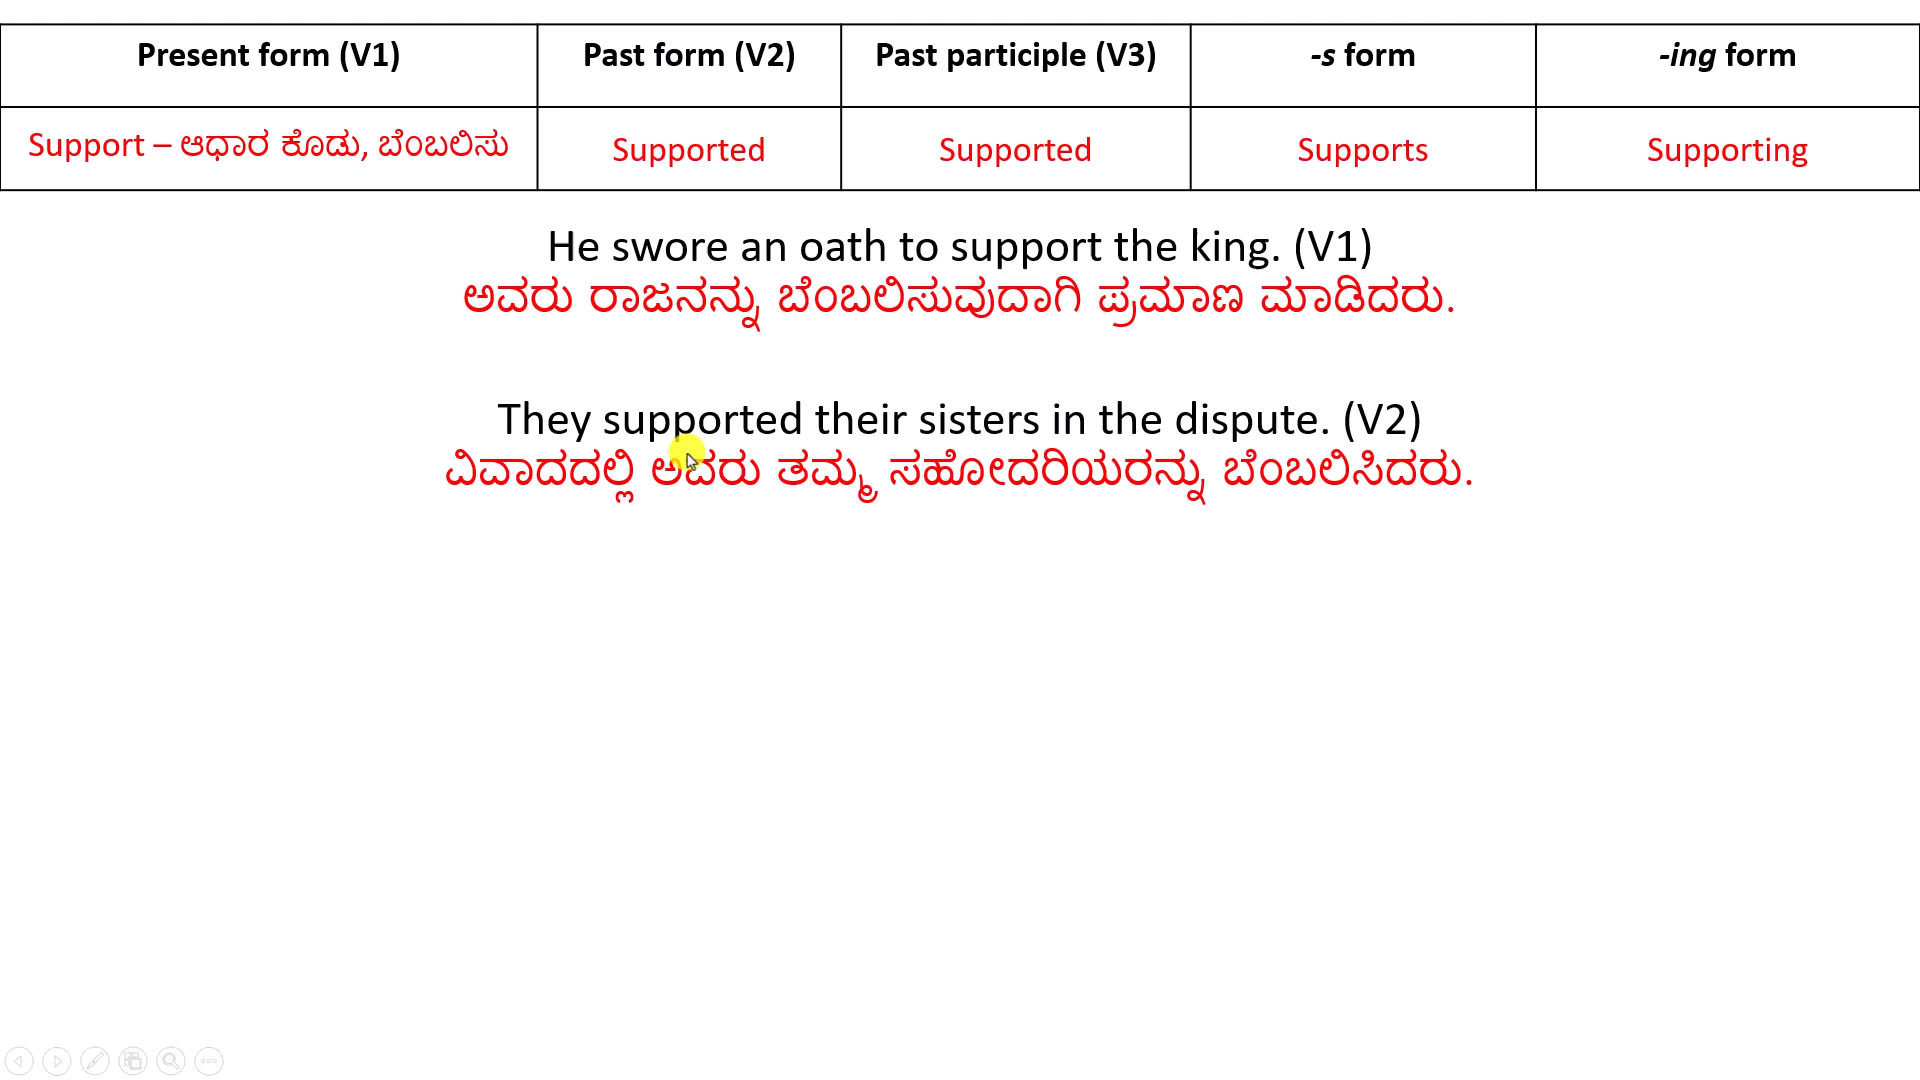 Present form (V1) Past form (V2) Past participle (V3) -s form -ing form
Support – ಆಧಾರ ಕೊಡು, ಬೆಂಬಲಿಸು Supported Supported Supports Supporting
He swore an oath to support the king. (V1)
ಅವರು ರಾಜನನ್ನು ಬೆಂಬಲಿಸುವುದಾಗಿ ಪ್ರಮಾಣ ಮಾಡಿದರು.
They supported their sisters in the dispute. (V2)
ವಿವಾದದಲ್ಲಿ ಅವರು ತಮ್ಮ ಸಹೋದರಿಯರನ್ನು ಬೆಂಬಲಿಸಿದರು.